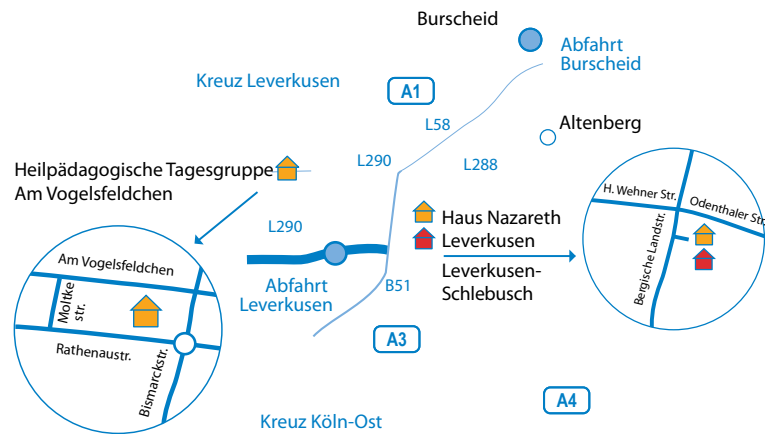 Burscheid
Abfahrt
Burscheid
Kreuz Leverkusen
A1
L58
Altenberg
L290
L288
Heilpädagogische Tagesgruppe
Am Vogelsfeldchen
H. Wehner Str.
Odenthaler Str.
Bergische Landstr.
Haus Nazareth
Leverkusen
Leverkusen-
Schlebusch
L290
Abfahrt
Leverkusen
B51
Am Vogelsfeldchen
Moltke
str.
Rathenaustr.
Bismarckstr.
A3
A4
Kreuz Köln-Ost